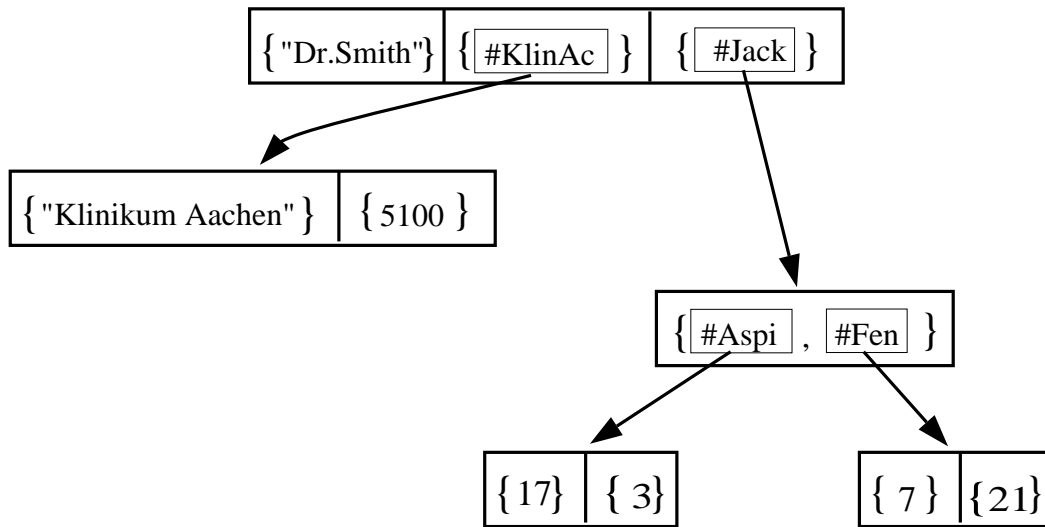 {"Dr.Smith"} { #KlinAc } { #Jack }
{"Klinikum Aachen"} { 5100 }
{ #Aspi , #Fen }
{17} { 3} { 7 } {21}